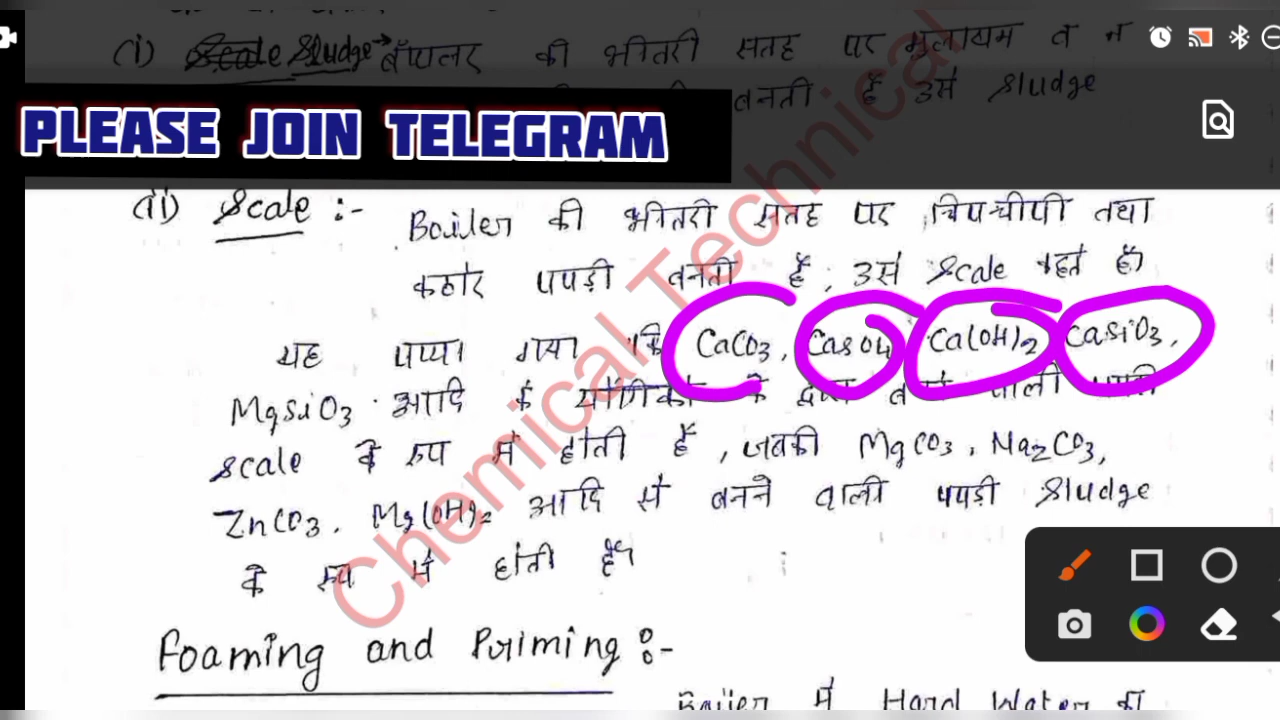 (i) Scale Sludge → बॅायलर की भीतरी सतह पर मुलायम व न
बनती हैं उसे Sludge
PLEASE JOIN TELEGRAM
(ii) Scale :- Boiler की भीतरी सतह पर चिपचीपी तथा
कठोर पपड़ी बनती हैं, उसे Scale कहते हैं।
यह पाया गया कि CaCO3, CaSO4, Ca(OH)2, CaSiO3,
MgSiO3 आदि के यौगिकों के द्वारा वाली पपड़ी
Scale के रूप में होती हैं, जबकी MgCO3, Na2CO3,
ZnCO3, Mg(OH)2 आदि से बनने वाली पपड़ी Sludge
के रूप में होती हैं।
Foaming and Priming :-
Boiler में Hard Water का
Chemical Technical